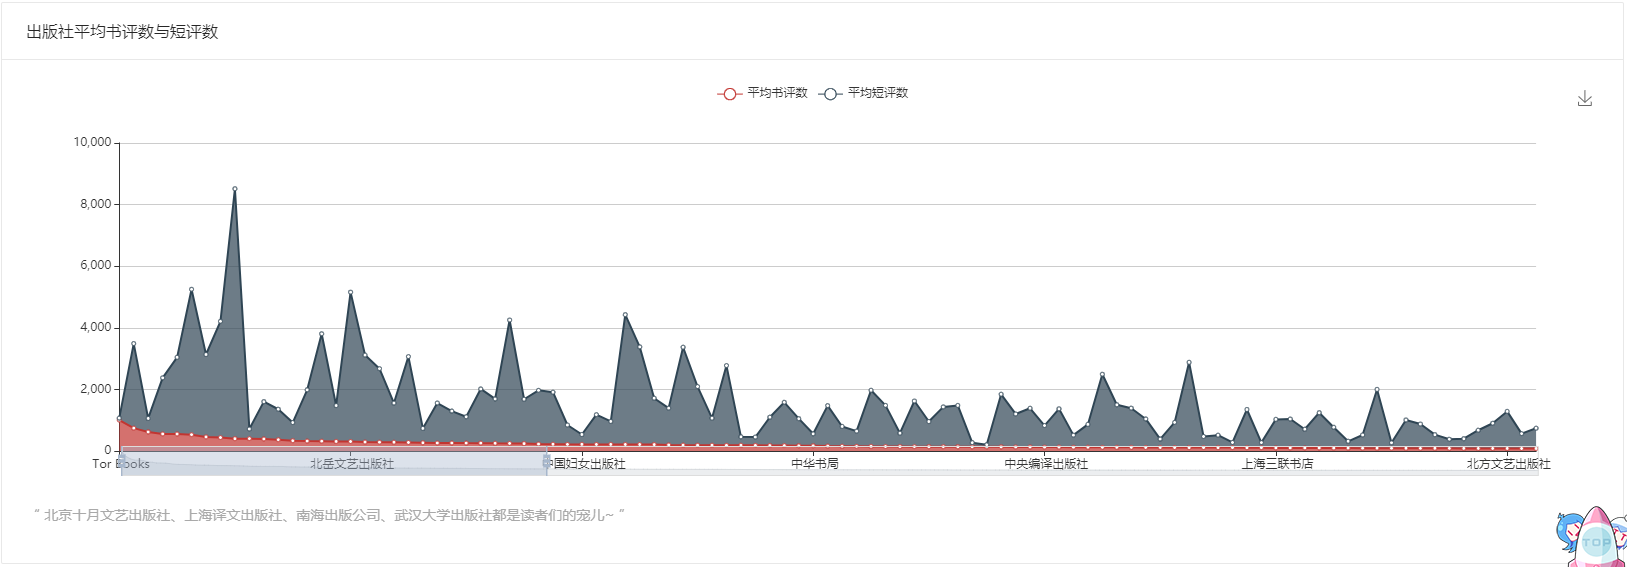 出版社平均书评数与短评数
平均书评数 平均短评数
10,000
8,000
6,000
4,000
2,000
0
Tor Books 北岳文艺出版社 中国妇女出版社 中华书局 中央编译出版社 上海三联书店 北方文艺出版社
“ 北京十月文艺出版社、上海译文出版社、南海出版公司、武汉大学出版社都是读者们的宠儿~ ”
TOP